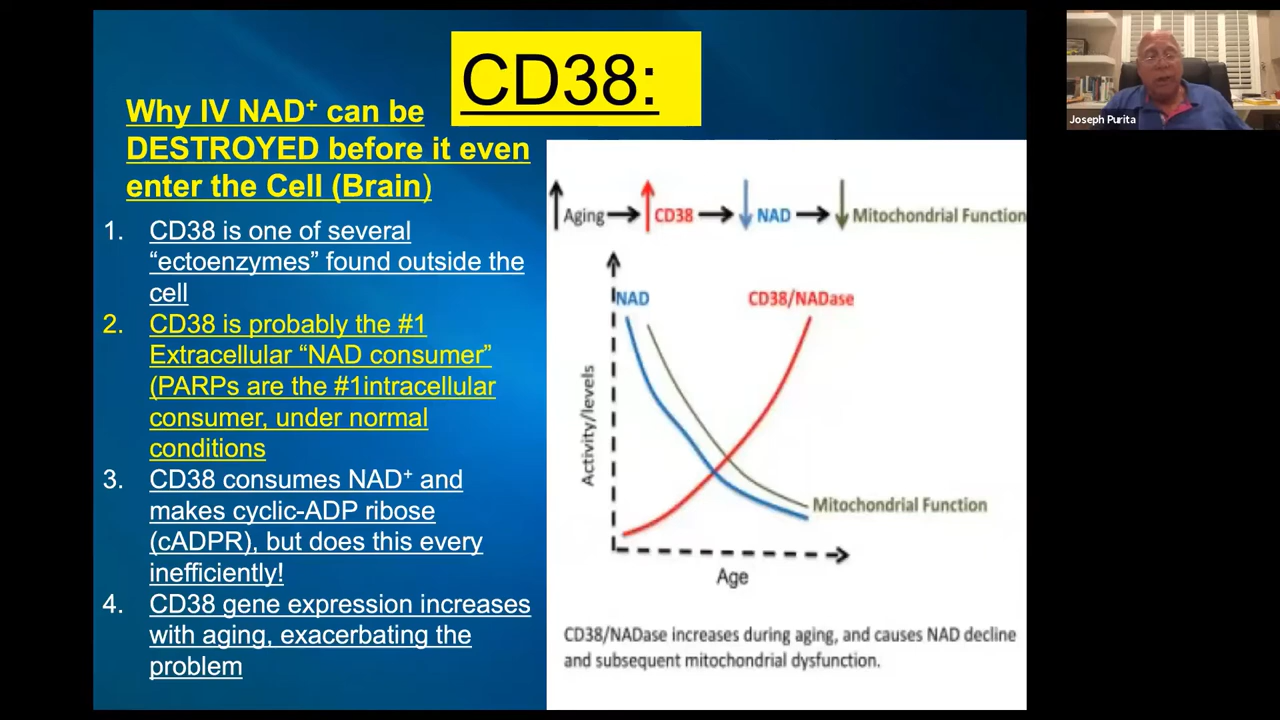 CD38:
Why IV NAD⁺ can be
DESTROYED before it even
enter the Cell (Brain)
1. CD38 is one of several
“ectoenzymes” found outside the
cell
2. CD38 is probably the #1
Extracellular “NAD consumer”
(PARPs are the #1intracellular
consumer, under normal
conditions
3. CD38 consumes NAD⁺ and
makes cyclic-ADP ribose
(cADPR), but does this every
inefficiently!
4. CD38 gene expression increases
with aging, exacerbating the
problem
Aging CD38 NAD Mitochondrial Function
NAD CD38/NADase
Activity/levels
Mitochondrial Function
Age
CD38/NADase increases during aging, and causes NAD decline
and subsequent mitochondrial dysfunction.
Joseph Purita